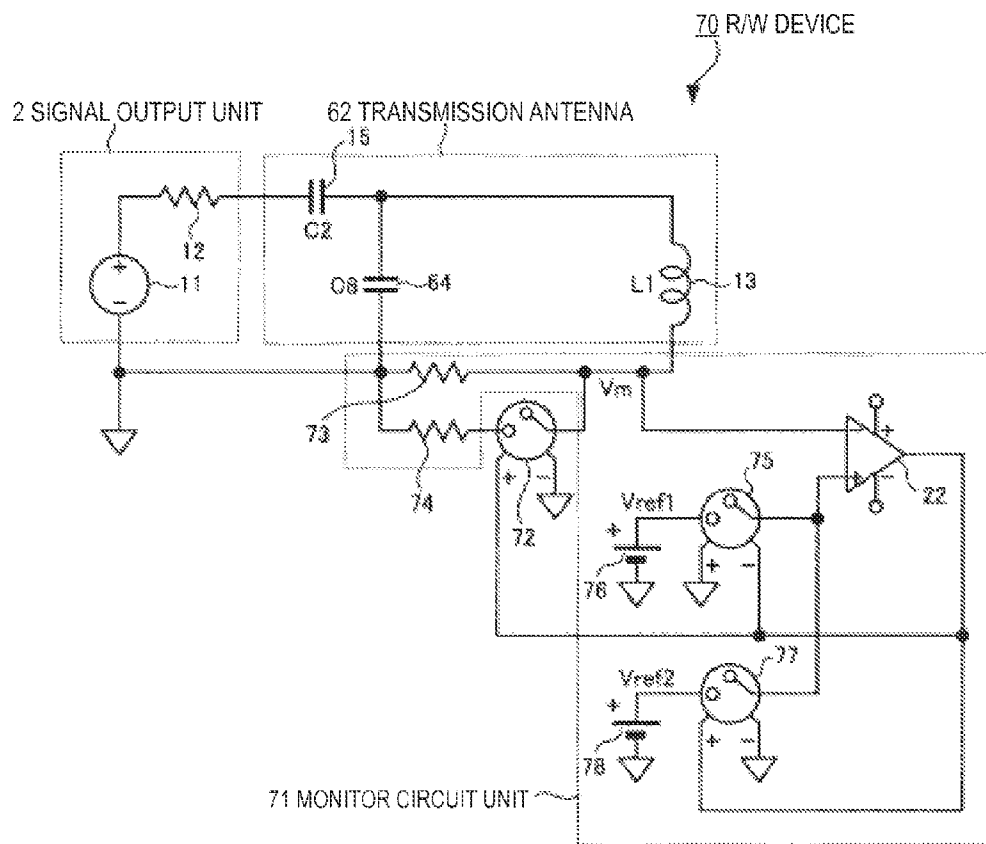 70 R/W DEVICE
2 SIGNAL OUTPUT UNIT
62 TRANSMISSION ANTENNA
15
C2
12
+
11
−
C8
64
L1
13
73
Vm
74
+ −
72
75
Vref1
− +
+ −
22
+
76
+ −
77
Vref2
+
78
+ −
71 MONITOR CIRCUIT UNIT